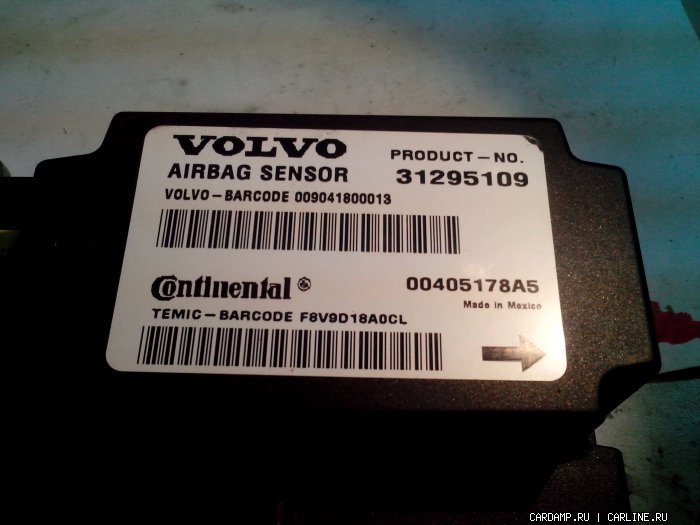 VOLVO
PRODUCT-NO.
AIRBAG SENSOR
31295109
VOLVO-BARCODE 009041800013
Continental ®
00405178A5
Made in Mexico
TEMIC-BARCODE F8V9D18A0CL
CARDAMP.RU | CARLINE.RU